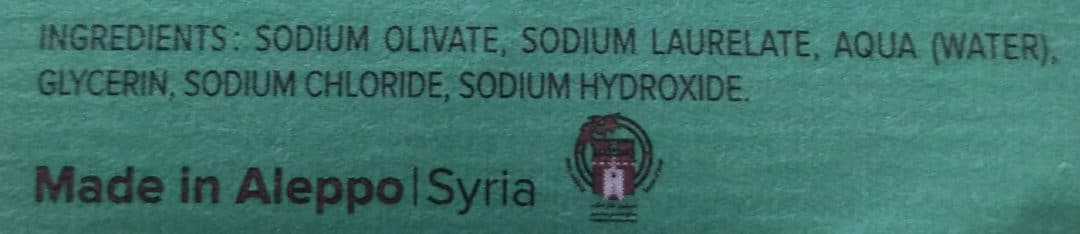 INGREDIENTS: SODIUM OLIVATE, SODIUM LAURELATE, AQUA (WATER),
GLYCERIN, SODIUM CHLORIDE, SODIUM HYDROXIDE.
Made in Aleppo|Syria